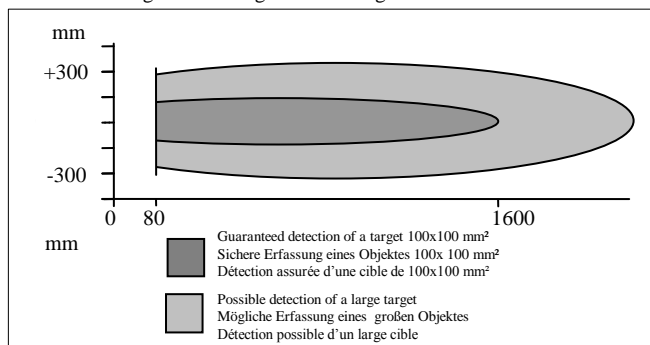 mm
+300
-300
0 80 1600
mm
Guaranteed detection of a target 100x100 mm²
Sichere Erfassung eines Objektes 100x 100 mm²
Détection assurée d'une cible de 100x100 mm²
Possible detection of a large target
Mögliche Erfassung eines großen Objektes
Détection possible d'un large cible